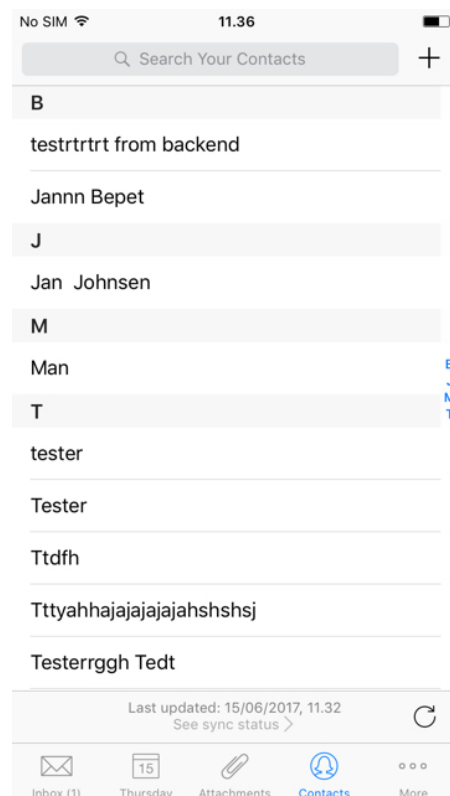 No SIM 11.36
Search Your Contacts
B
testrtrtrt from backend
Jannn Bepet
J
Jan Johnsen
M
Man
T
tester
Tester
Ttdfh
Tttyahhajajajajajahshshsj
Testerrggh Tedt
B
J
M
T
Last updated: 15/06/2017, 11.32
See sync status
15
Inbox (1) Thursday Attachments Contacts More